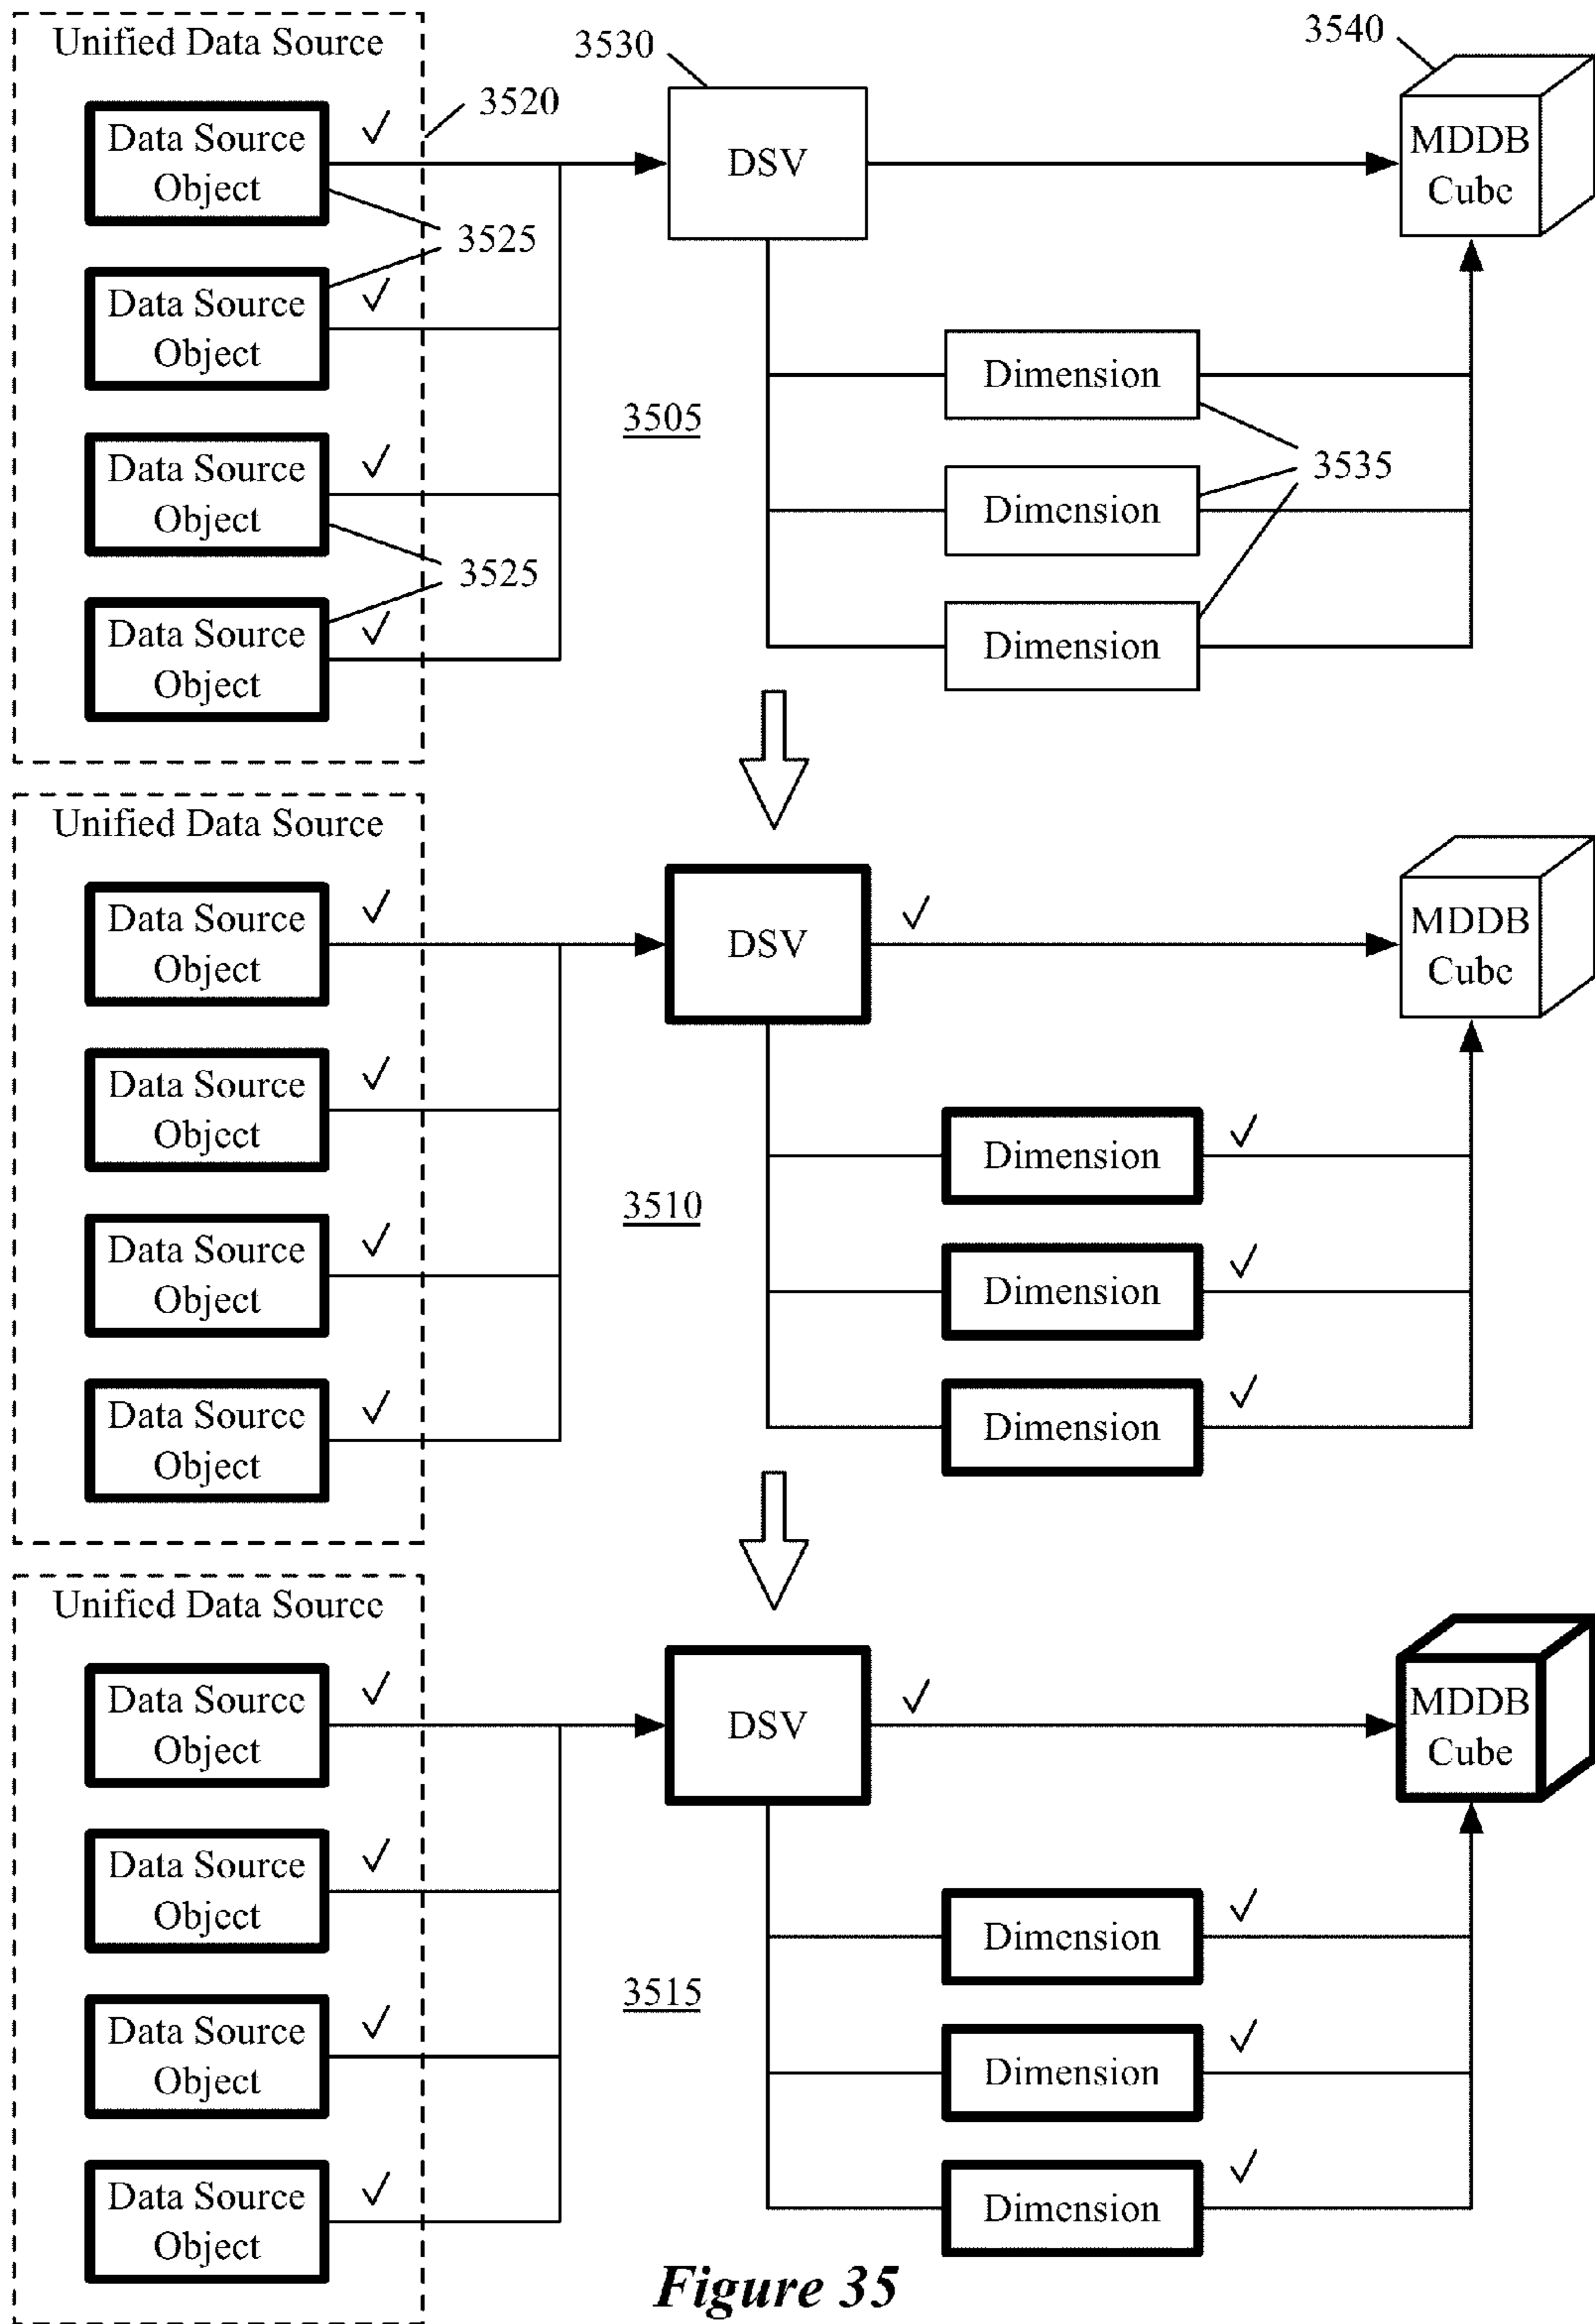 Unified Data Source
3530
3540
3520
Data Source
Object
DSV
MDDB
Cube
3525
Data Source
Object
Dimension
3505
Data Source
Object
3535
Dimension
3525
Data Source
Object
Dimension
Unified Data Source
Data Source
Object
DSV
MDDB
Cube
Data Source
Object
Dimension
3510
Data Source
Object
Dimension
Data Source
Object
Dimension
Unified Data Source
Data Source
Object
DSV
MDDB
Cube
Data Source
Object
Dimension
3515
Data Source
Object
Dimension
Data Source
Object
Dimension
Figure 35